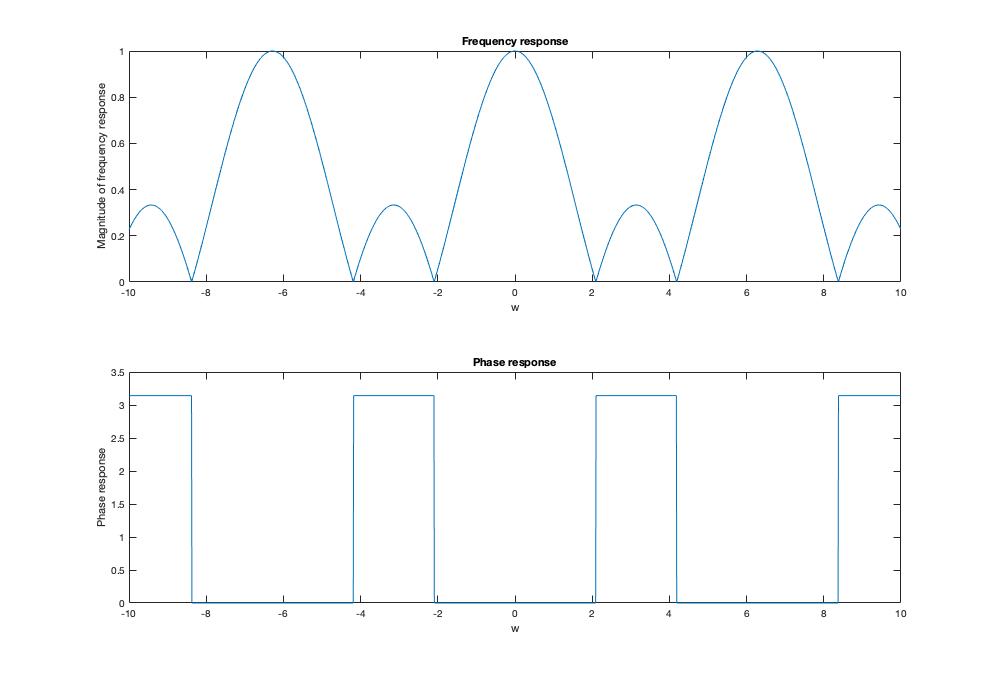 Frequency response
Magnitude of frequency response
1
0.8
0.6
0.4
0.2
0
-10 -8 -6 -4 -2 0 2 4 6 8 10
w
Phase response
Phase response
3.5
3
2.5
2
1.5
1
0.5
0
-10 -8 -6 -4 -2 0 2 4 6 8 10
w